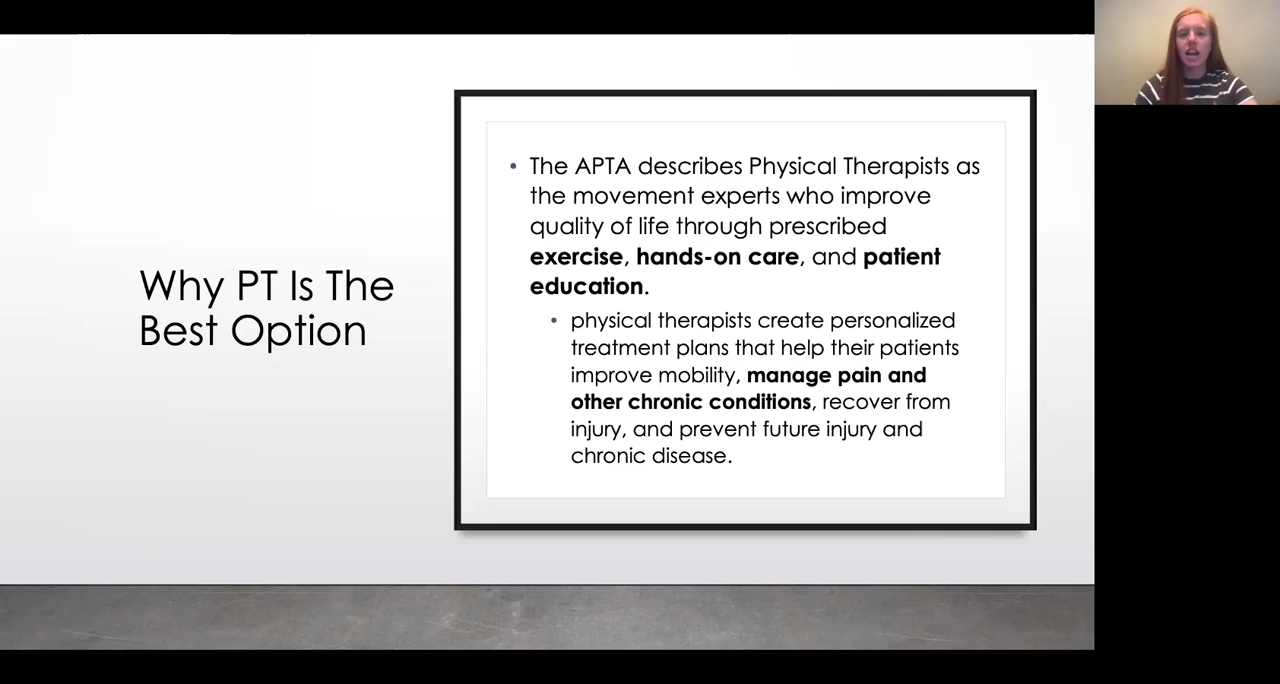 Why PT Is The
Best Option
• The APTA describes Physical Therapists as
the movement experts who improve
quality of life through prescribed
exercise, hands-on care, and patient
education.
• physical therapists create personalized
treatment plans that help their patients
improve mobility, manage pain and
other chronic conditions, recover from
injury, and prevent future injury and
chronic disease.